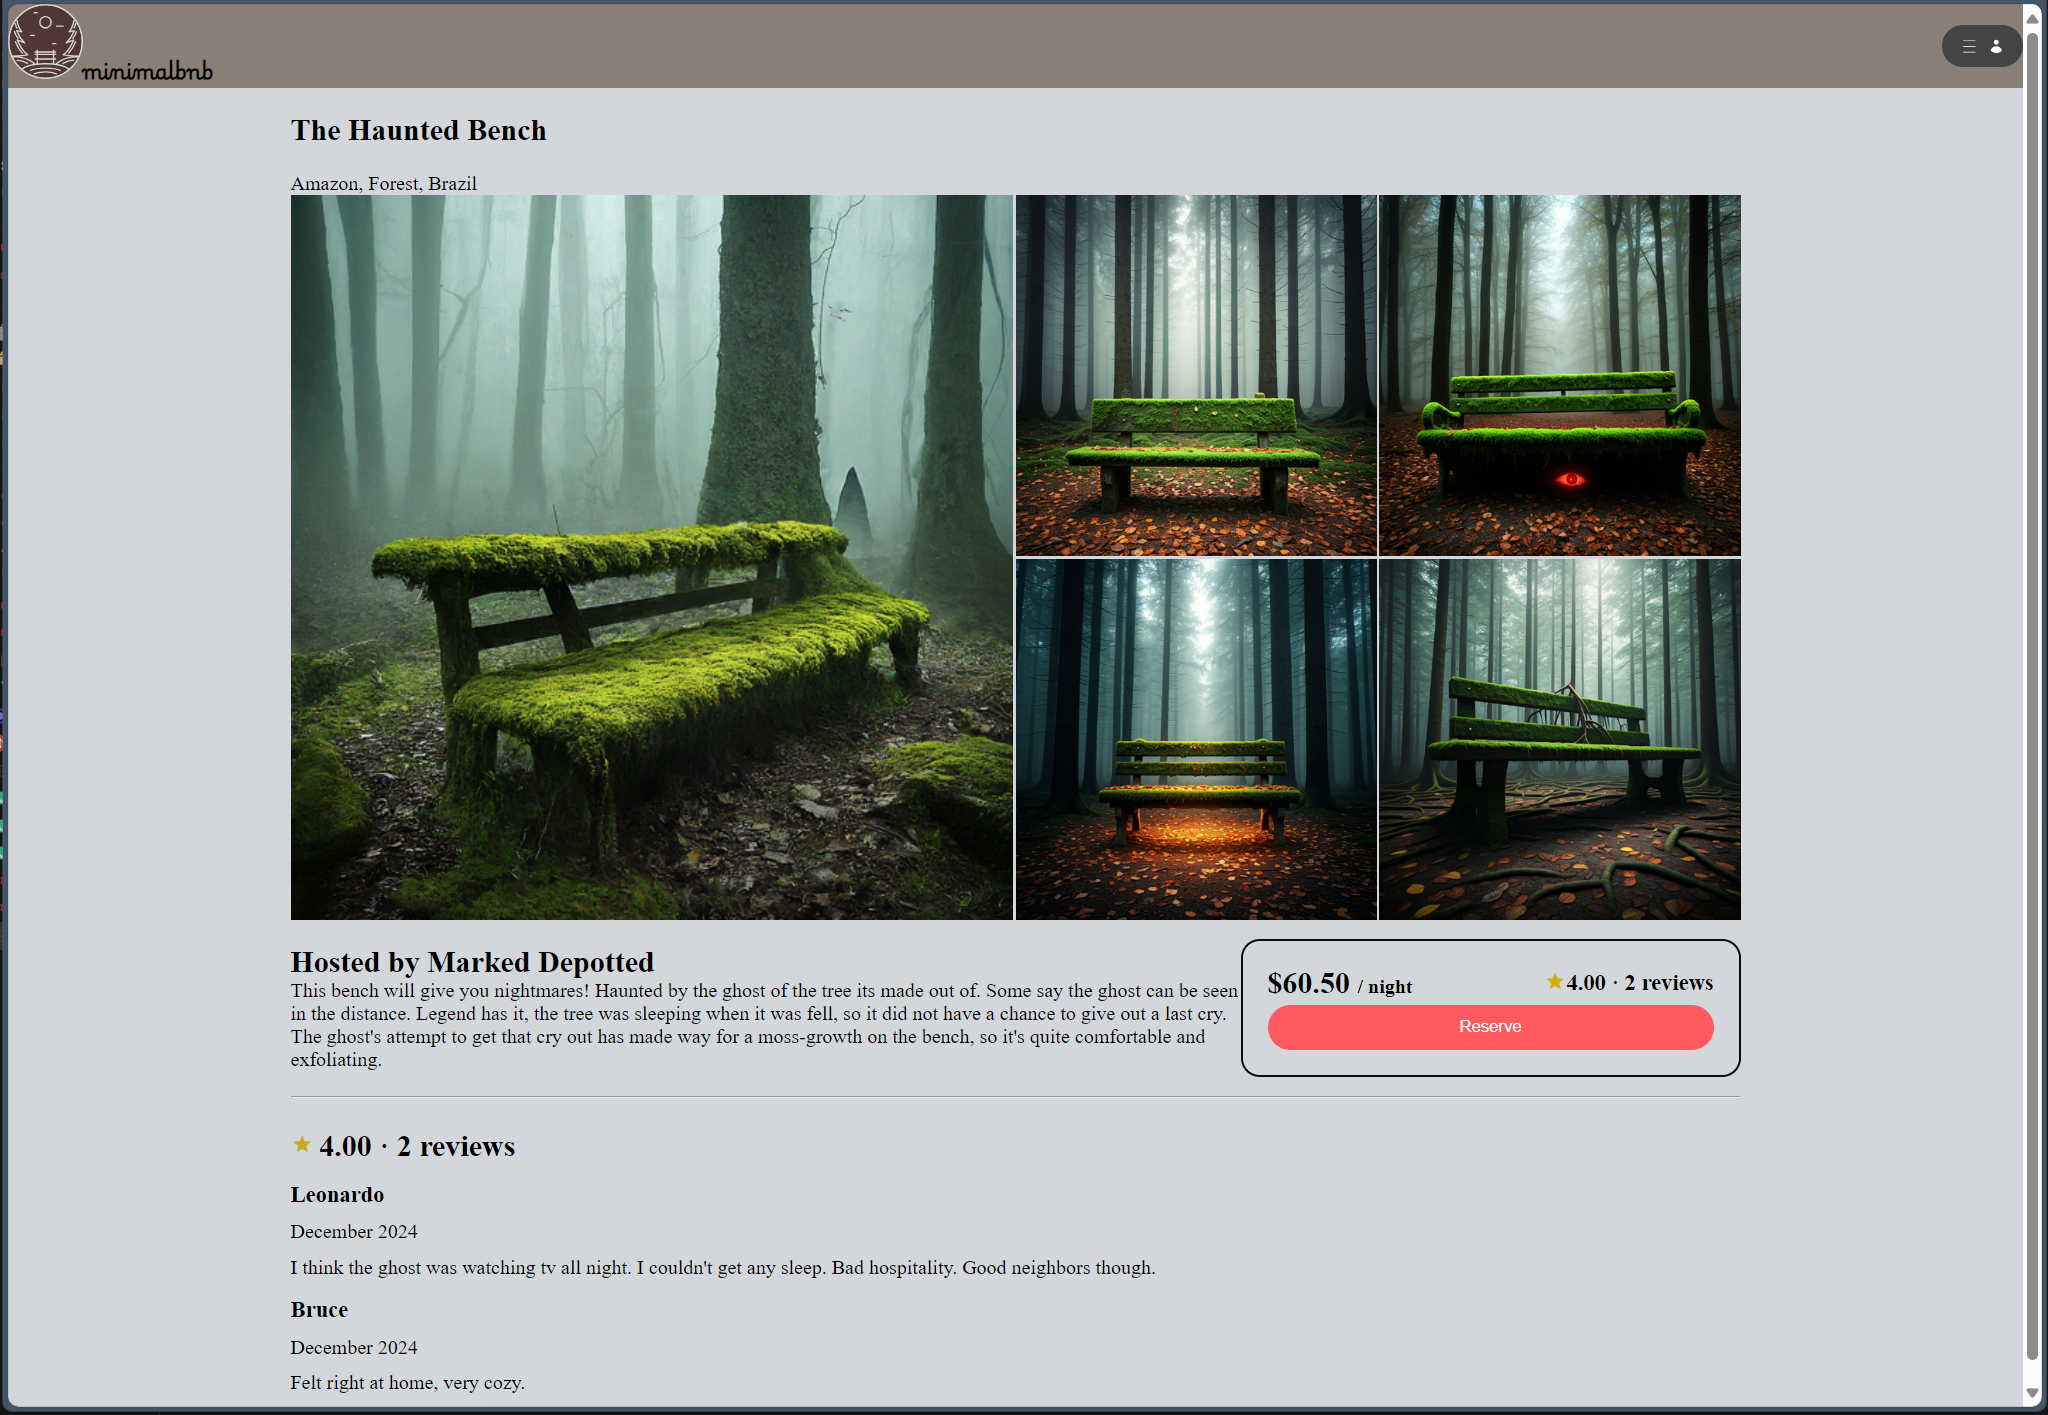 minimalbnb
The Haunted Bench
Amazon, Forest, Brazil
Hosted by Marked Depotted
This bench will give you nightmares! Haunted by the ghost of the tree its made out of. Some say the ghost can be seen
in the distance. Legend has it, the tree was sleeping when it was fell, so it did not have a chance to give out a last cry.
The ghost's attempt to get that cry out has made way for a moss-growth on the bench, so it's quite comfortable and
exfoliating.
$60.50 / night
4.00 · 2 reviews
Reserve
4.00 · 2 reviews
Leonardo
December 2024
I think the ghost was watching tv all night. I couldn't get any sleep. Bad hospitality. Good neighbors though.
Bruce
December 2024
Felt right at home, very cozy.